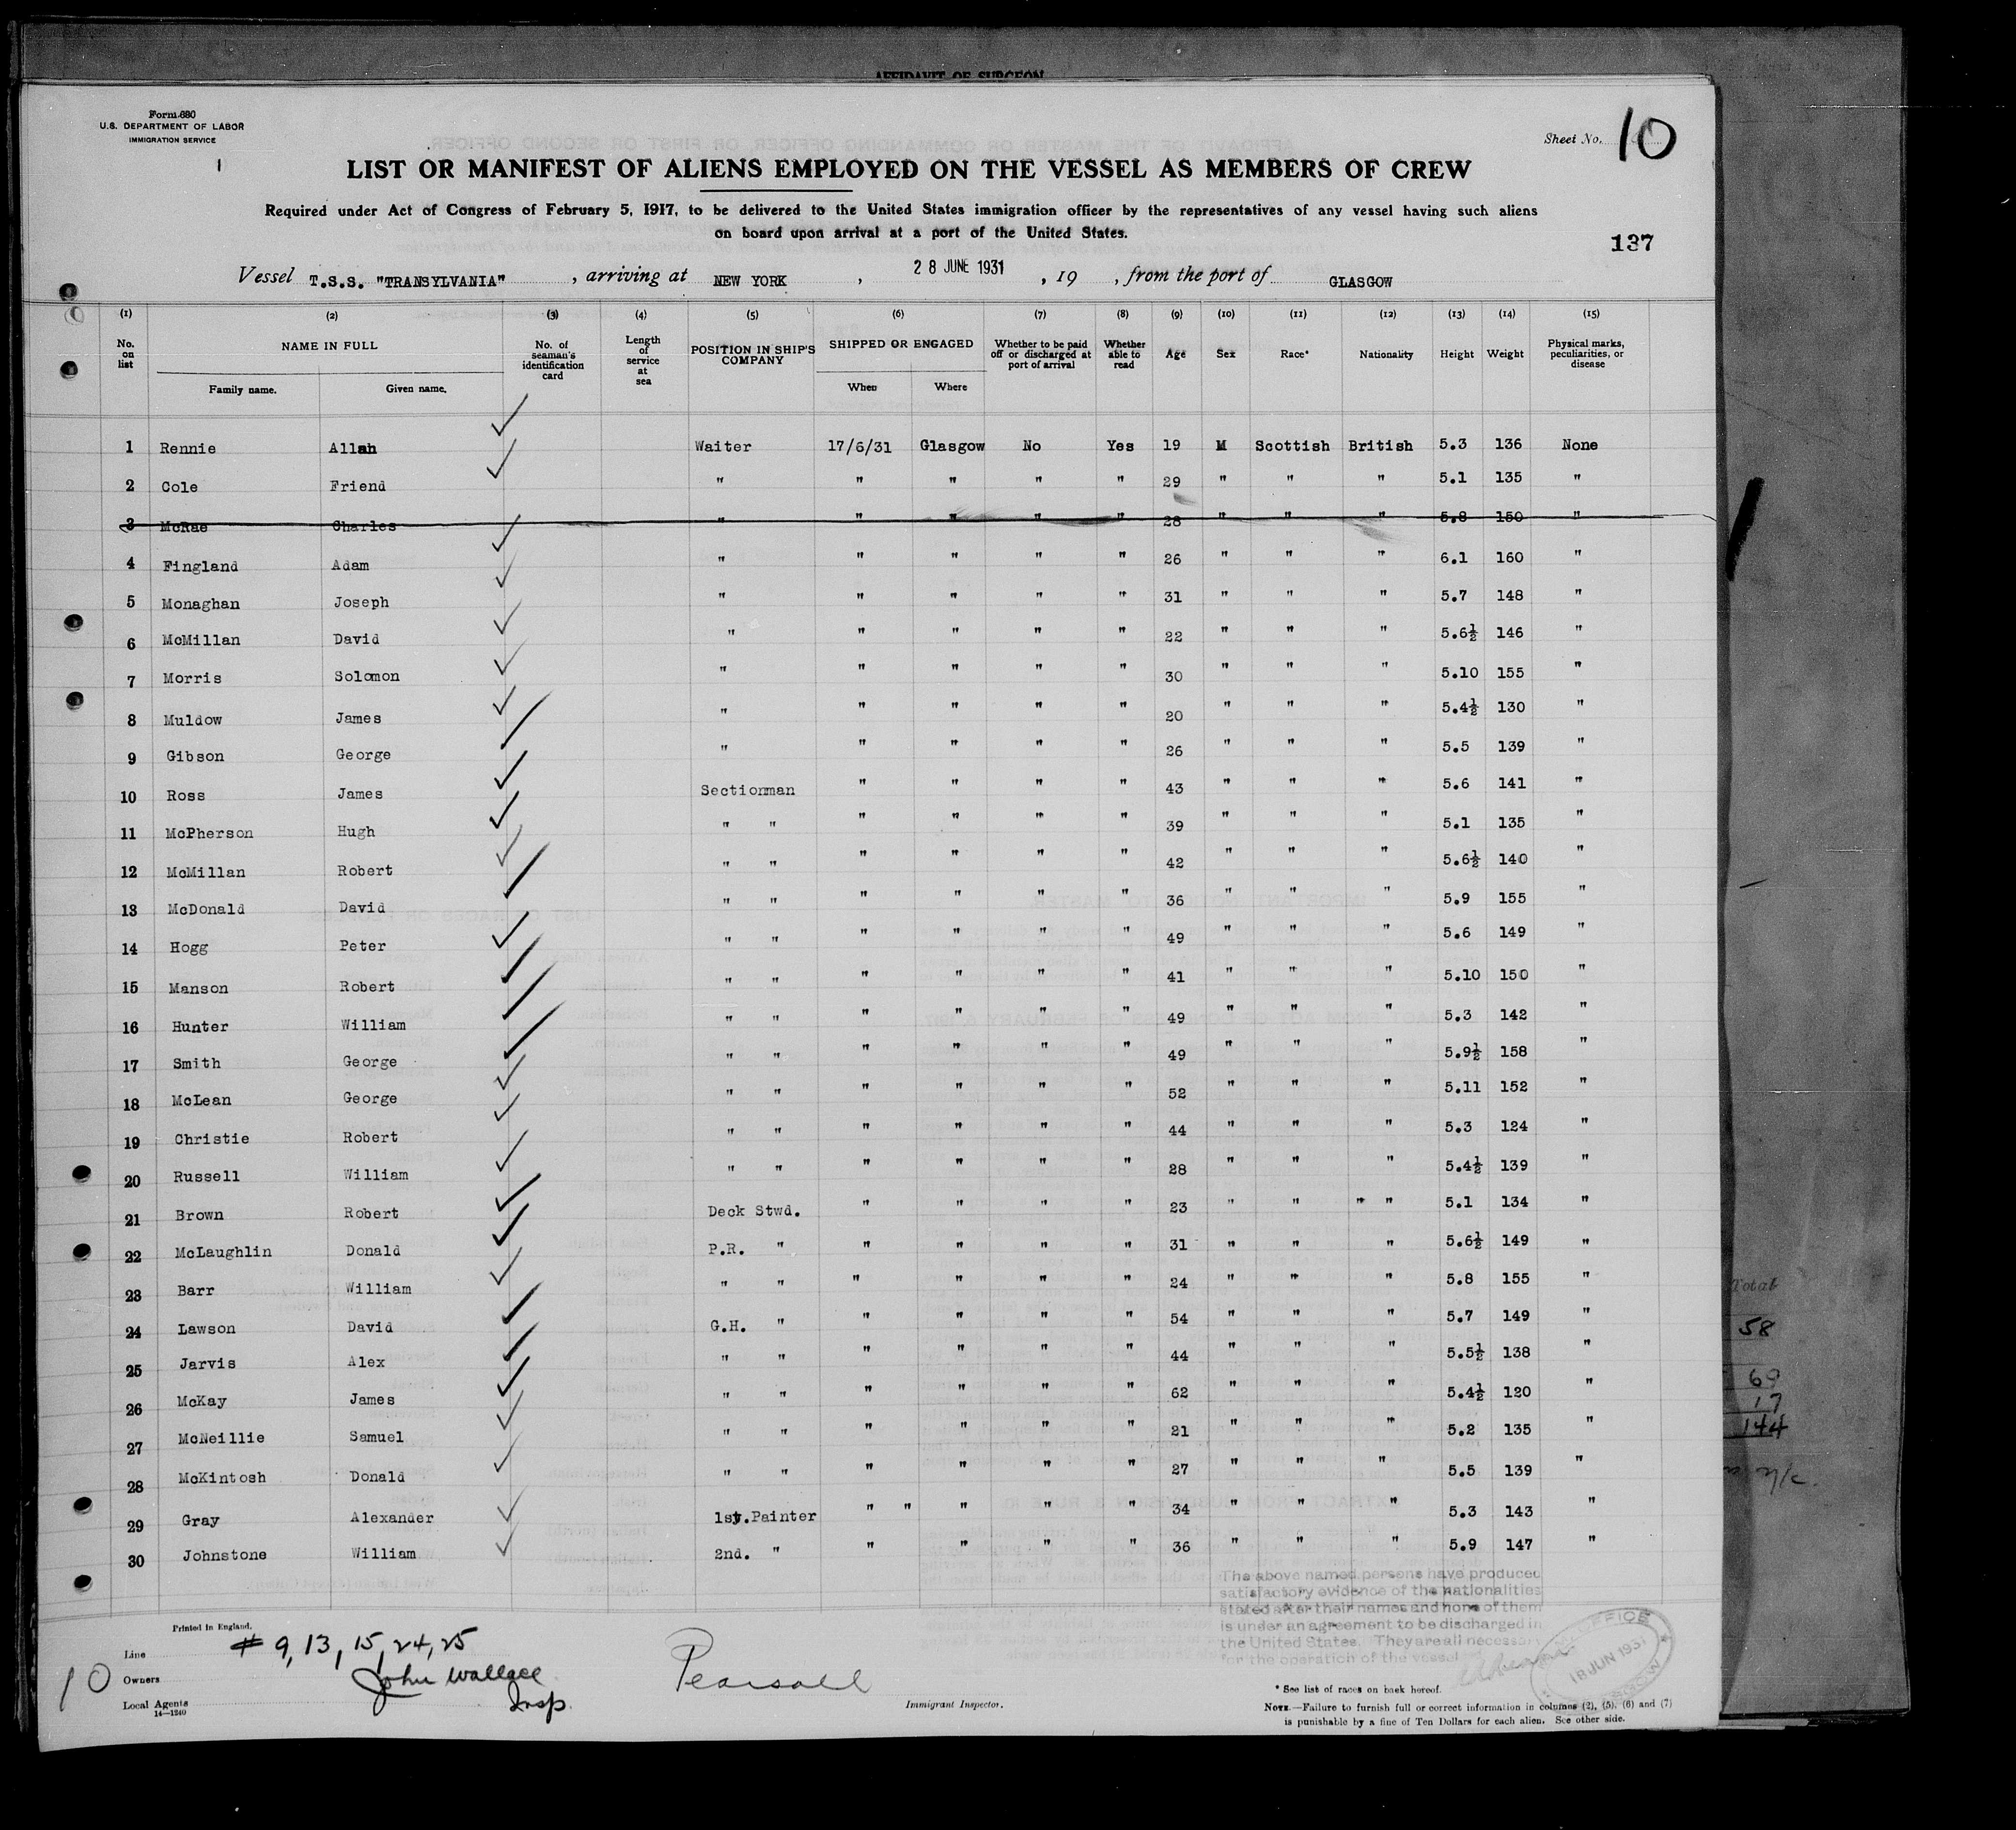 AFFIDAVIT OF SURGEON
Form 680
U.S. DEPARTMENT OF LABOR
IMMIGRATION SERVICE
1
Sheet No. 10
LIST OR MANIFEST OF ALIENS EMPLOYED ON THE VESSEL AS MEMBERS OF CREW
Required under Act of Congress of February 5, 1917, to be delivered to the United States immigration officer by the representatives of any vessel having such aliens
on board upon arrival at a port of the United States.
137
Vessel T.S.S. "TRANSYLVANIA" , arriving at NEW YORK , 28 JUNE 1931 , 19 , from the port of GLASGOW
(1) (2) (3) (4) (5) (6) (7) (8) (9) (10) (11) (12) (13) (14) (15)
No. on list NAME IN FULL Family name. Given name. No. of seaman's identification card Length of service at sea POSITION IN SHIP'S COMPANY SHIPPED OR ENGAGED When Where Whether to be paid off or discharged at port of arrival Whether able to read Age Sex Race* Nationality Height Weight Physical marks, peculiarities, or disease
1 Rennie Allan Waiter 17/6/31 Glasgow No Yes 19 M Scottish British 5.3 136 None
2 Cole Friend " " " " " 29 " " " 5.1 135 "
3 McRae Charles " " " " " 28 " " " 5.8 150 "
4 Fingland Adam " " " " " 26 " " " 6.1 160 "
5 Monaghan Joseph " " " " " 31 " " " 5.7 148 "
6 McMillan David " " " " " 22 " " " 5.6½ 146 "
7 Morris Solomon " " " " " 30 " " " 5.10 155 "
8 Muldow James " " " " " 20 " " " 5.4½ 130 "
9 Gibson George " " " " " 26 " " " 5.5 139 "
10 Ross James Sectionman " " " " 43 " " " 5.6 141 "
11 McPherson Hugh " " " " " " 39 " " " 5.1 135 "
12 McMillan Robert " " " " " " 42 " " " 5.6½ 140 "
13 McDonald David " " " " " " 36 " " " 5.9 155 "
14 Hogg Peter " " " " " " 49 " " " 5.6 149 "
15 Manson Robert " " " " " " 41 " " " 5.10 150 "
16 Hunter William " " " " " " 49 " " " 5.3 142 "
17 Smith George " " " " " " 49 " " " 5.9½ 158 "
18 McLean George " " " " " " 52 " " " 5.11 152 "
19 Christie Robert " " " " " " 44 " " " 5.3 124 "
20 Russell William " " " " " " 28 " " " 5.4½ 139 "
21 Brown Robert Deck Stwd. " " " " 23 " " " " 5.1 134 "
22 McLaughlin Donald P.R. " " " " " 31 " " " 5.6½ 149 "
23 Barr William " " " " " " 24 " " " 5.8 155 "
24 Lawson David G.H. " " " " " 54 " " " 5.7 149 "
25 Jarvis Alex " " " " " " 44 " " " 5.5½ 138 "
26 McKay James " " " " " " 62 " " " 5.4½ 120 "
27 McNeillie Samuel " " " " " " 21 " " " 5.2 135 "
28 McKintosh Donald " " " " " " 27 " " " 5.5 139 "
29 Gray Alexander 1st.Painter " " " " " 34 " " " 5.3 143 "
30 Johnstone William 2nd. " " " " " 36 " " " 5.9 147 "
The above named persons have produced
satisfactory evidence of the nationalities
stated after their names and none of them
is under an agreement to be discharged in
the United States. They are all necessary
for the operation of the vessel
18 JUN 1931
Printed in England.
Line # 9, 13, 15, 24, 25
Owners John Wallace
Local Agents Insp.
14—1240
10
Pearsall
Immigrant Inspector.
* See list of races on back hereof.
NOTE.—Failure to furnish full or correct information in columns (2), (5), (6) and (7)
is punishable by a fine of Ten Dollars for each alien. See other side.
Total
58
69
17
144